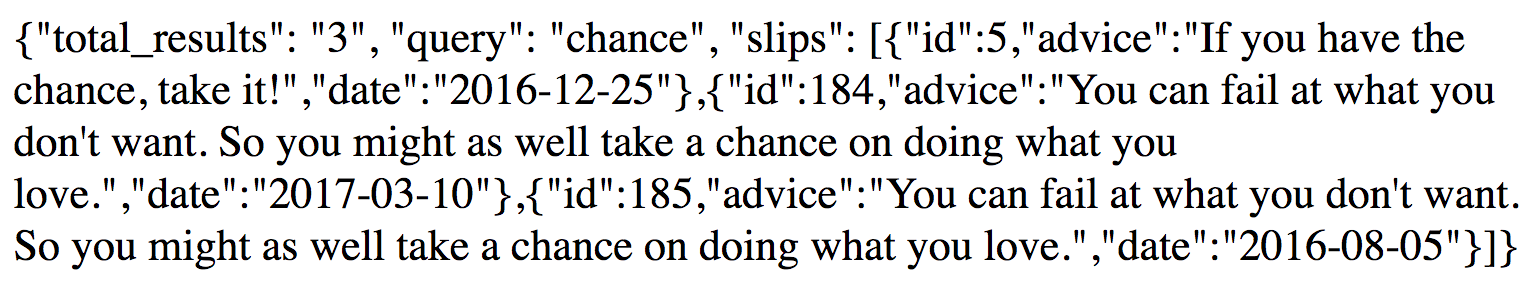 {"total_results": "3", "query": "chance", "slips": [{"id":5,"advice":"If you have the
chance, take it!","date":"2016-12-25"},{"id":184,"advice":"You can fail at what you
don't want. So you might as well take a chance on doing what you
love.","date":"2017-03-10"},{"id":185,"advice":"You can fail at what you don't want.
So you might as well take a chance on doing what you love.","date":"2016-08-05"}]}